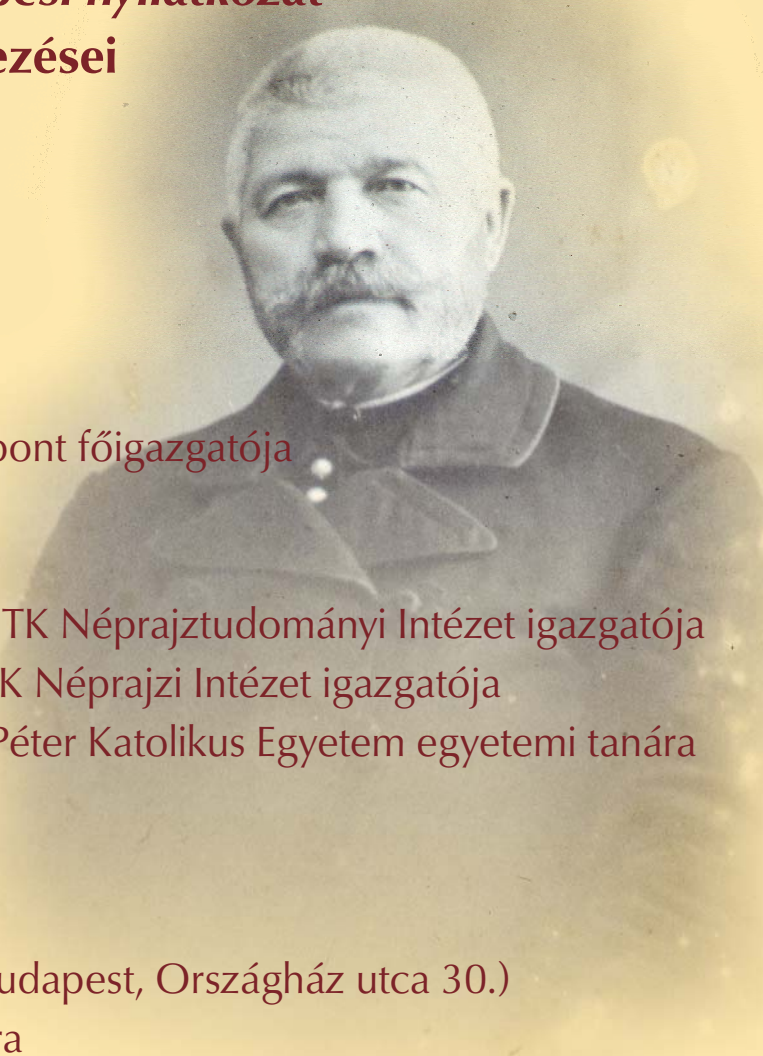 ezései
pont főigazgatója
TK Néprajztudományi Intézet igazgatója
K Néprajzi Intézet igazgatója
Péter Katolikus Egyetem egyetemi tanára
udapest, Országház utca 30.)
ra